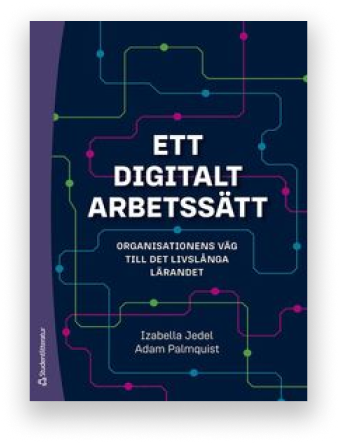 ETT
DIGITALT
ARBETSSÄTT
ORGANISATIONENS VÄG
TILL DET LIVSLÅNGA
LÄRANDET
Izabella Jedel
Adam Palmquist
Studentlitteratur